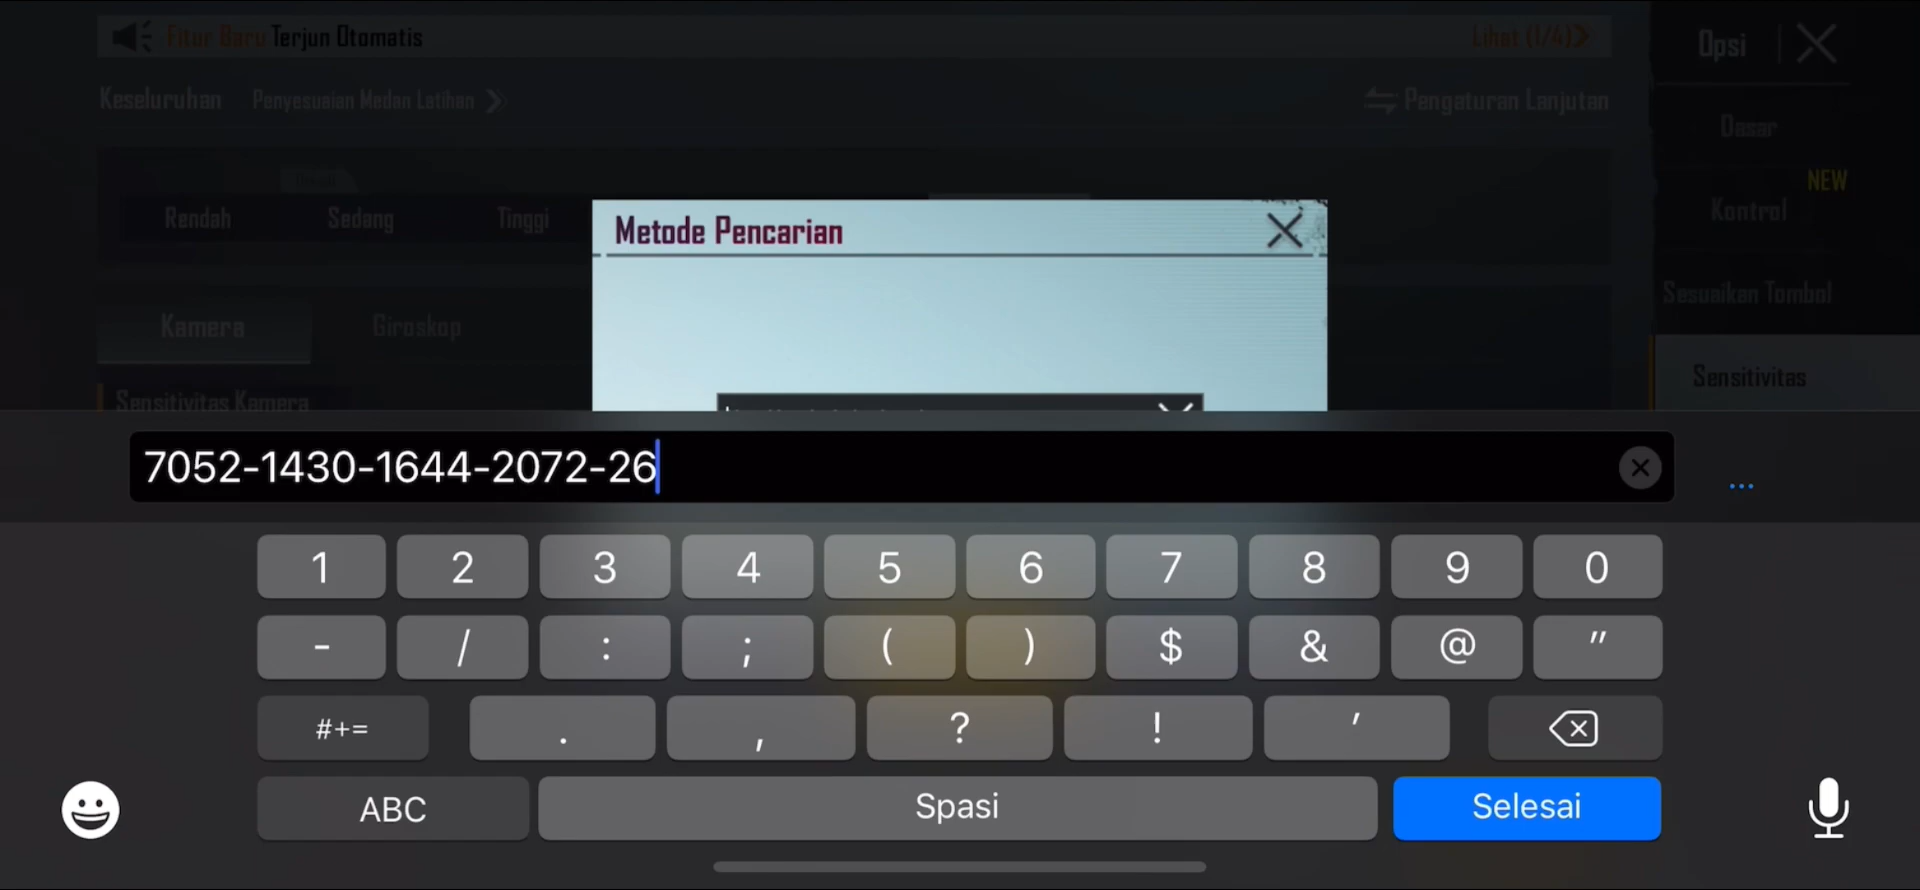 Fitur Baru Terjun Otomatis
Lihat (1/4)
Opsi
Keseluruhan
Penyesuaian Medan Latihan
Pengaturan Lanjutan
Dasar
NEW
Rendah
Sedang
Tinggi
Kontrol
Metode Pencarian
Sesuaikan Tombol
Kamera
Giroskop
Sensitivitas
Sensitivitas Kamera
7052-1430-1644-2072-26
...
1 2 3 4 5 6 7 8 9 0
- / : ; ( ) $ & @ "
#+= . , ? ! '
ABC Spasi Selesai